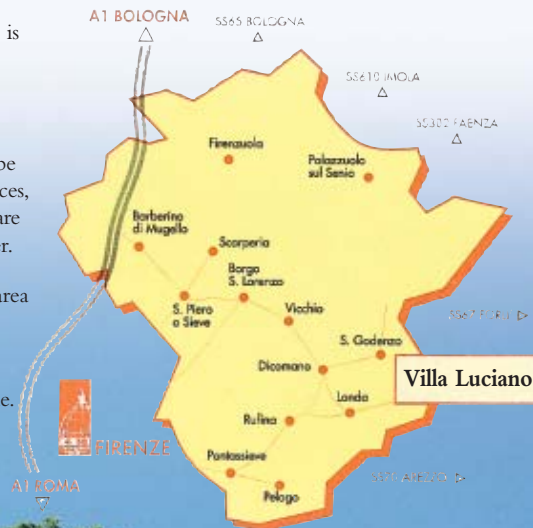 is
A1 BOLOGNA
SS65 BOLOGNA
SS610 IMOLA
SS302 FAENZA
be
ces,
are
er.
area
e.
Firenzuola
Palazzuolo
sul Senio
Barberino
di Mugello
Scarperia
Borgo
S. Lorenzo
S. Piero
a Sieve
Vicchio
S. Godenzo
Dicomano
Villa Luciano
Londa
Rufina
FIRENZE
Pontassieve
Pelago
A1 ROMA